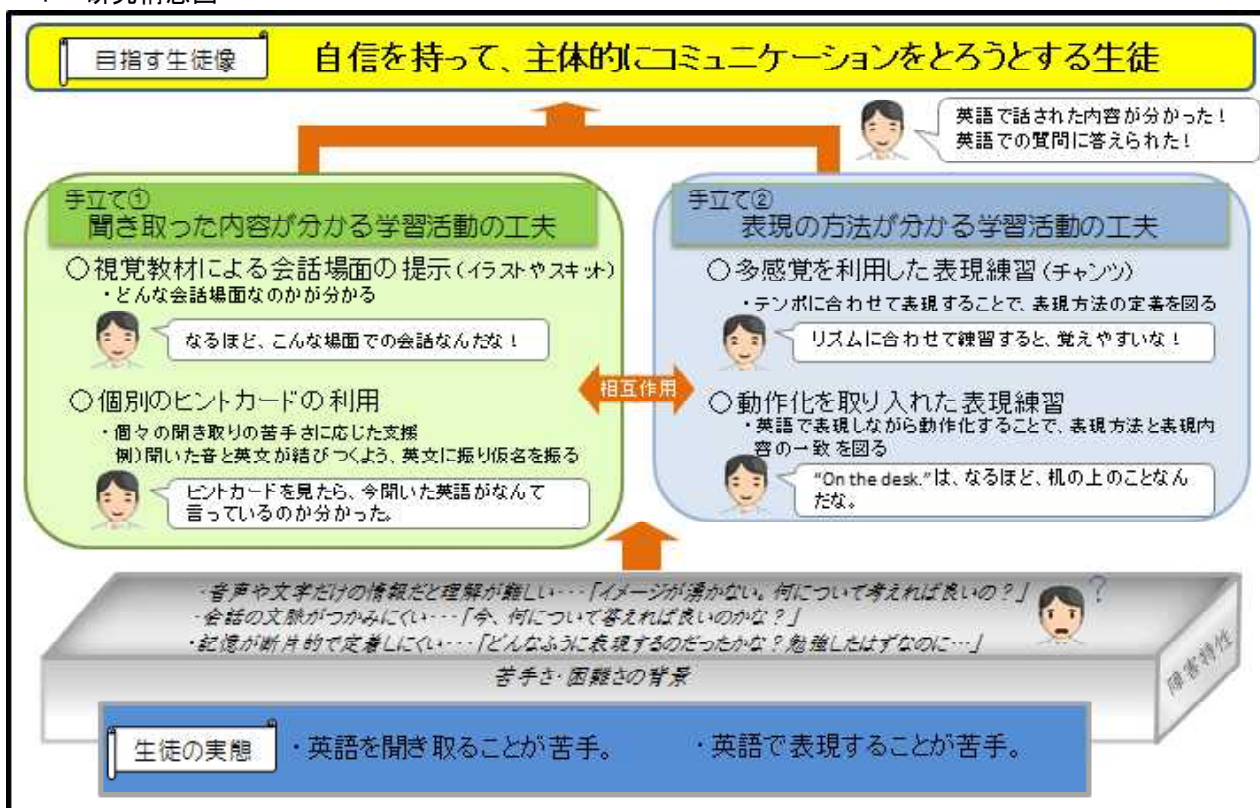 目指す生徒像
自信を持って、主体的にコミュニケーションをとろうとする生徒
英語で話された内容が分かった！
英語での質問に答えられた！
手立て①
聞き取った内容が分かる学習活動の工夫
○視覚教材による会話場面の提示（イラストやスキット）
・どんな会話場面なのかが分かる
なるほど、こんな場面での会話なんだな！
○個別のヒントカードの利用
・個々の聞き取りの苦手さに応じた支援
例）聞いた音と英文が結びつくよう、英文に振り仮名を振る
ヒントカードを見たら、今聞いた英語がなんて
言っているのか分かった。
相互作用
手立て②
表現の方法が分かる学習活動の工夫
○多感覚を利用した表現練習（チャンツ）
・テンポに合わせて表現することで、表現方法の定着を図る
リズムに合わせて練習すると、覚えやすいな！
○動作化を取り入れた表現練習
・英語で表現しながら動作化することで、表現方法と表現内
容の一致を図る
“On the desk.”は、なるほど、机の上のことなん
だな。
・音声や文字だけの情報だと理解が難しい・・・「イメージが湧かない。何について考えれば良いの？」
・会話の文脈がつかみにくい・・・「今、何について答えれば良いのかな？」
・記憶が断片的で定着しにくい・・・「どんなふうに表現するのだったかな？勉強したはずなのに…」
?
苦手さ・困難さの背景
障害特性
生徒の実態
・英語を聞き取ることが苦手。
・英語で表現することが苦手。